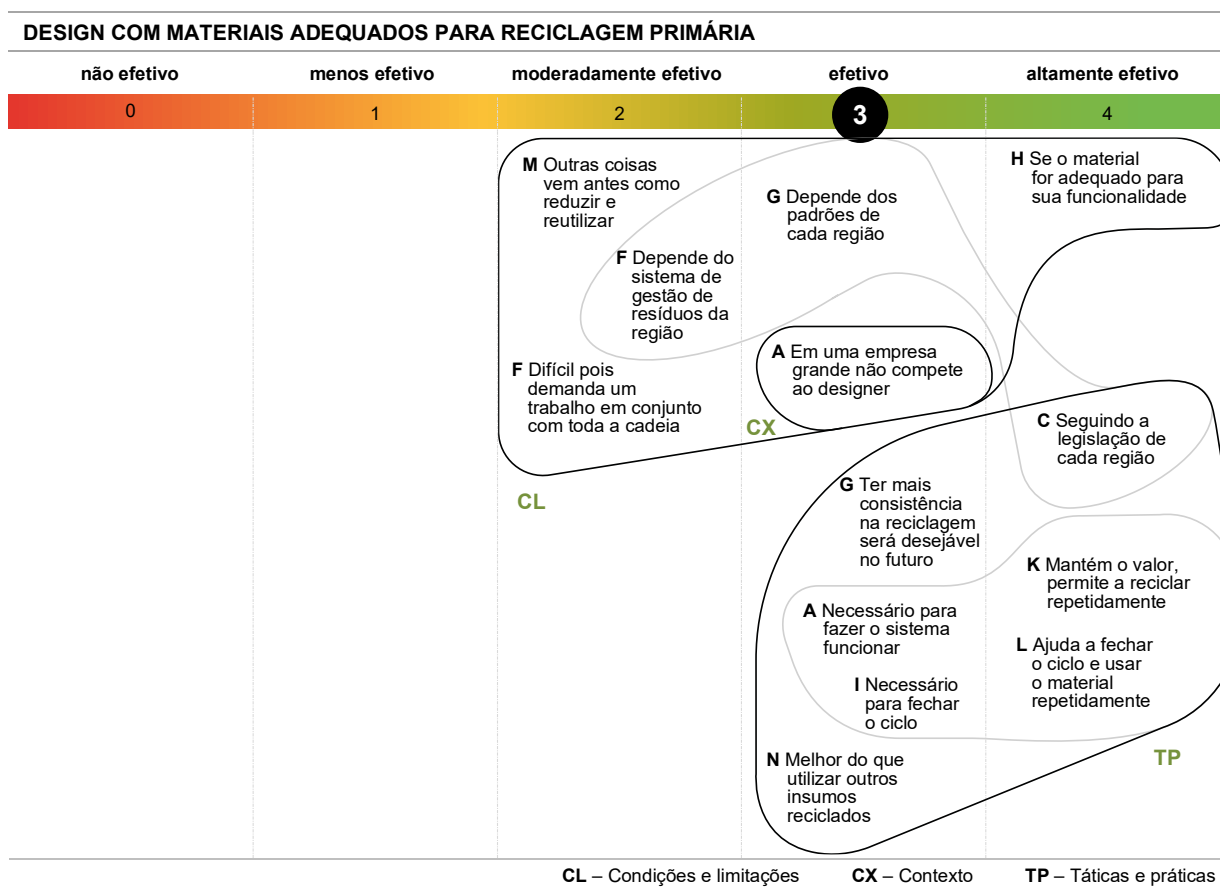 DESIGN COM MATERIAIS ADEQUADOS PARA RECICLAGEM PRIMÁRIA
não efetivo
menos efetivo
moderadamente efetivo
efetivo
altamente efetivo
0
1
2
3
4
M Outras coisas
vem antes como
reduzir e
reutilizar
G Depende dos
padrões de
cada região
H Se o material
for adequado para
sua funcionalidade
F Depende do
sistema de
gestão de
resíduos da
região
A Em uma empresa
grande não compete
ao designer
F Difícil pois
demanda um
trabalho em conjunto
com toda a cadeia
CX
CL
C Seguindo a
legislação de
cada região
G Ter mais
consistência
na reciclagem
será desejável
no futuro
K Mantém o valor,
permite a reciclar
repetidamente
A Necessário para
fazer o sistema
funcionar
L Ajuda a fechar
o ciclo e usar
o material
repetidamente
I Necessário
para fechar
o ciclo
N Melhor do que
utilizar outros
insumos
reciclados
TP
CL – Condições e limitações CX – Contexto TP – Táticas e práticas